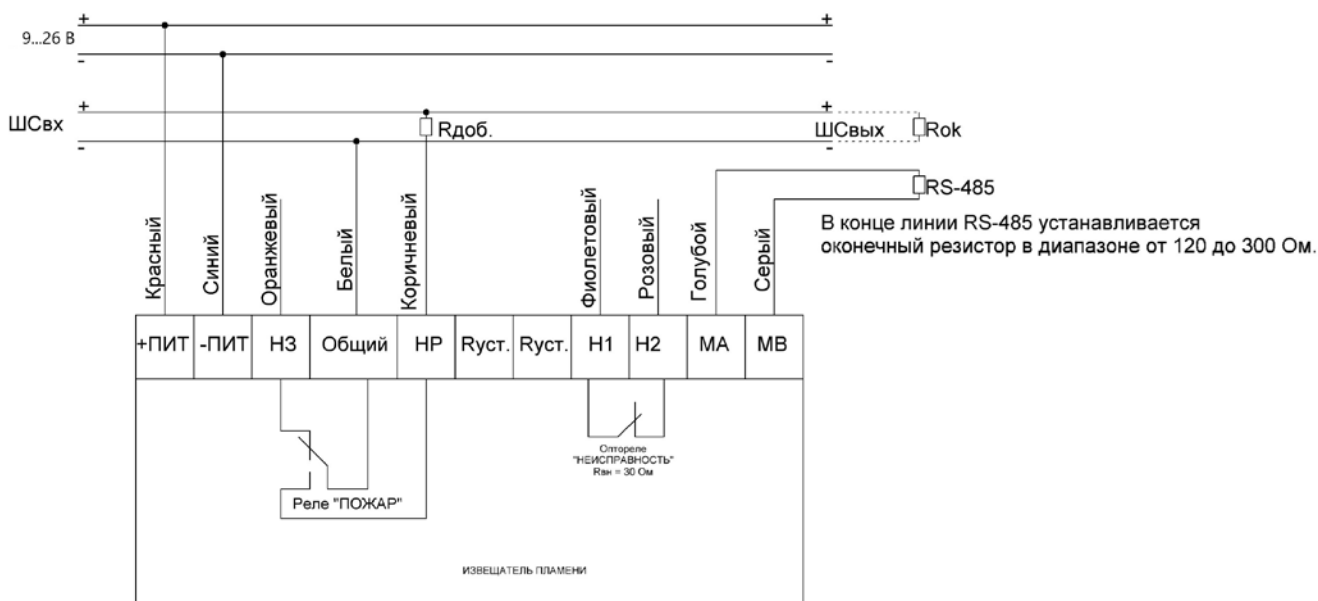 + +
9...26 В
- -
+ +
ШСвх Rдоб. ШСвых Rok
- -
RS-485
В конце линии RS-485 устанавливается
оконечный резистор в диапазоне от 120 до 300 Ом.
Красный
Синий
Оранжевый
Белый
Коричневый
Фиолетовый
Розовый
Голубой
Серый
+ПИТ -ПИТ НЗ Общий НР Rуст. Rуст. Н1 Н2 МА МВ
Оптореле
"НЕИСПРАВНОСТЬ"
Rвн = 30 Ом
Реле "ПОЖАР"
ИЗВЕЩАТЕЛЬ ПЛАМЕНИ